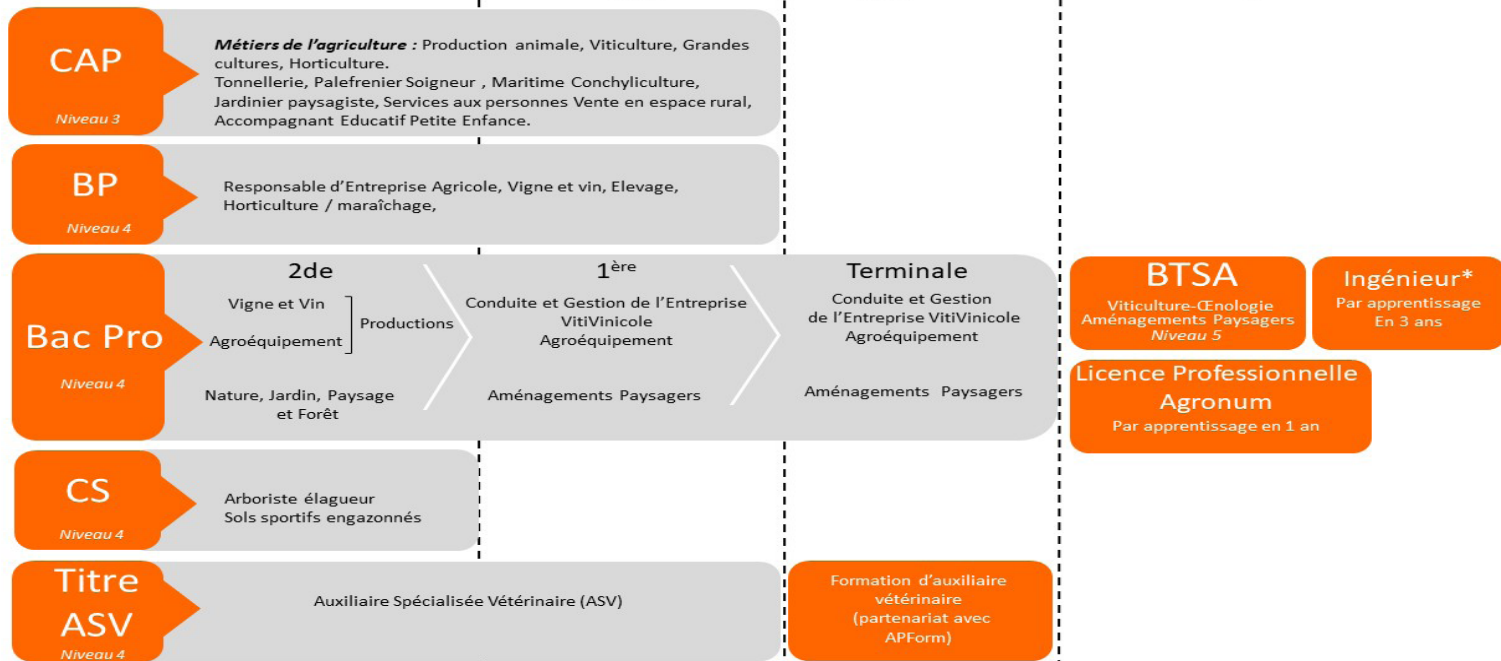 CAP
Niveau 3
Métiers de l’agriculture : Production animale, Viticulture, Grandes
cultures, Horticulture.
Tonnellerie, Palefrenier Soigneur , Maritime Conchyliculture,
Jardinier paysagiste, Services aux personnes Vente en espace rural,
Accompagnant Educatif Petite Enfance.
BP
Niveau 4
Responsable d’Entreprise Agricole, Vigne et vin, Elevage,
Horticulture / maraîchage,
Bac Pro
Niveau 4
2de
Vigne et Vin
Productions
Agroéquipement
Nature, Jardin, Paysage
et Forêt
1ère
Conduite et Gestion de l’Entreprise
VitiVinicole
Agroéquipement
Aménagements Paysagers
Terminale
Conduite et Gestion
de l’Entreprise VitiVinicole
Agroéquipement
Aménagements Paysagers
BTSA
Viticulture-Œnologie
Aménagements Paysagers
Niveau 5
Ingénieur*
Par apprentissage
En 3 ans
Licence Professionnelle
Agronum
Par apprentissage en 1 an
CS
Niveau 4
Arboriste élagueur
Sols sportifs engazonnés
Titre
ASV
Niveau 4
Auxiliaire Spécialisée Vétérinaire (ASV)
Formation d’auxiliaire
vétérinaire
(partenariat avec
APForm)